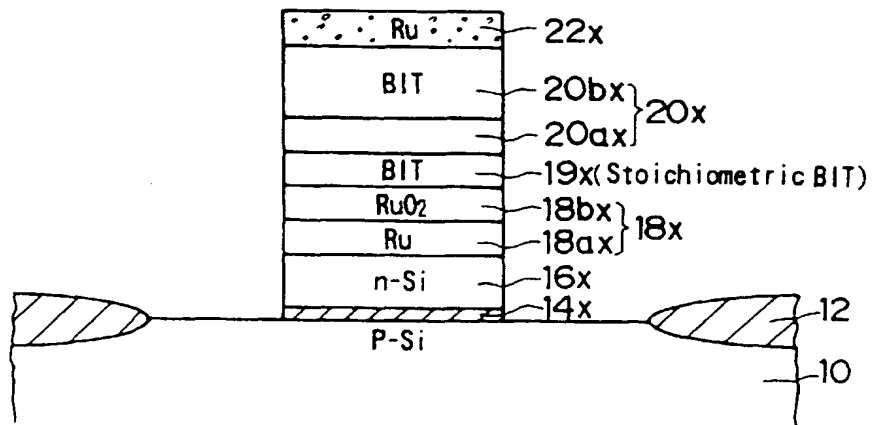 Ru 22x
BIT 20bx
20x
20ax
BIT 19x(Stoichiometric BIT)
RuO₂ 18bx
18x
Ru 18ax
n-Si 16x
14x
12
P-Si
10